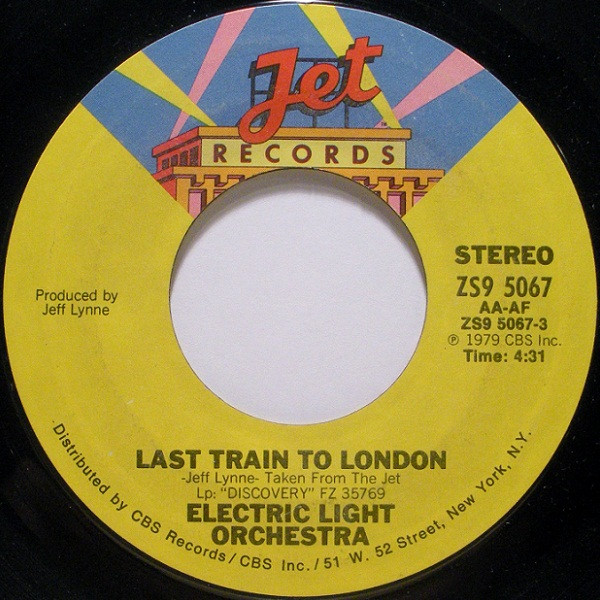 Jet
RECORDS
STEREO
ZS9 5067
AA-AF
ZS9 5067-3
℗ 1979 CBS Inc.
Time: 4:31
Produced by
Jeff Lynne
LAST TRAIN TO LONDON
-Jeff Lynne- Taken From The Jet
Lp: "DISCOVERY" FZ 35769
ELECTRIC LIGHT
ORCHESTRA
Distributed by CBS Records/CBS Inc./51 W. 52 Street, New York, N.Y.